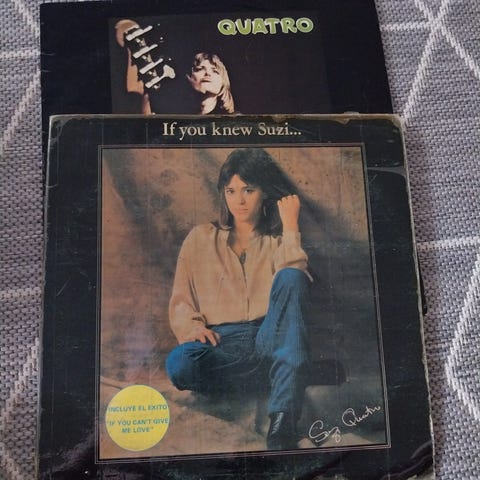 QUATRO
If you knew Suzi...
INCLUYE EL EXITO
"IF YOU CAN'T GIVE
ME LOVE"
Suzi Quatro